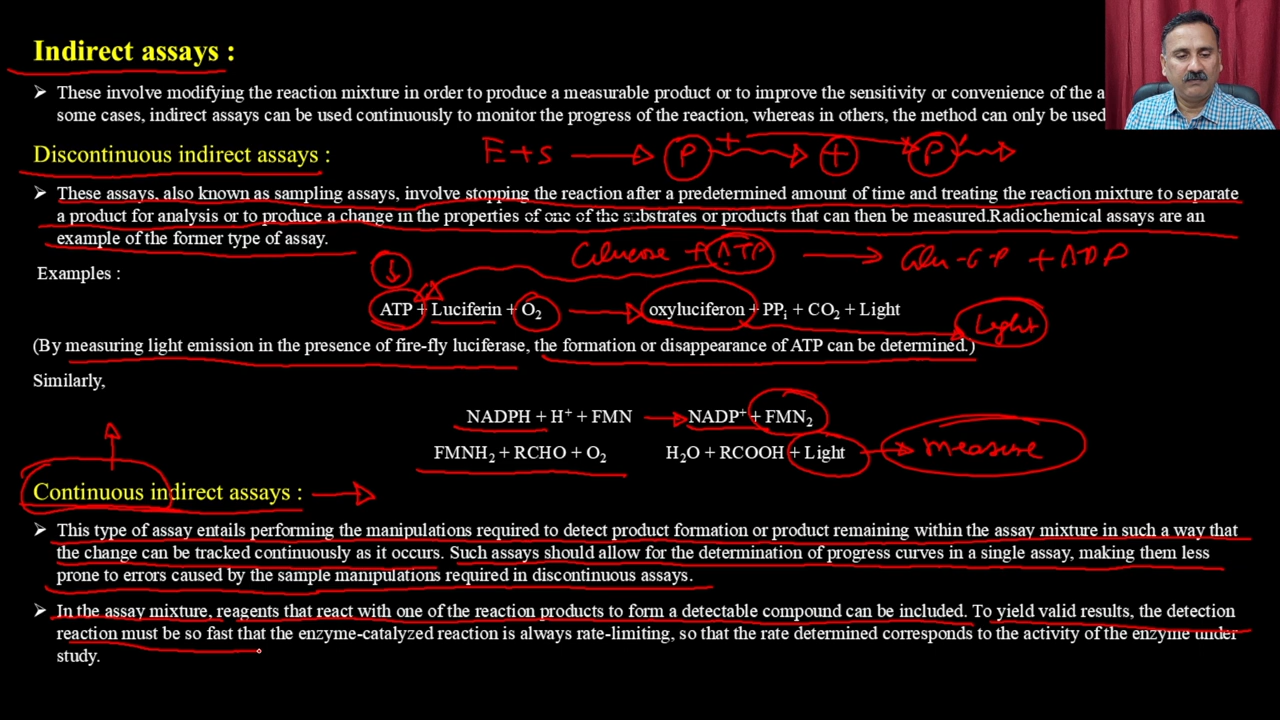 Indirect assays :
➤ These involve modifying the reaction mixture in order to produce a measurable product or to improve the sensitivity or convenience of the a
some cases, indirect assays can be used continuously to monitor the progress of the reaction, whereas in others, the method can only be used
E + S P + + P
Discontinuous indirect assays :
➤ These assays, also known as sampling assays, involve stopping the reaction after a predetermined amount of time and treating the reaction mixture to separate
a product for analysis or to produce a change in the properties of one of the substrates or products that can then be measured.Radiochemical assays are an
example of the former type of assay.
Glucose + ATP → Glu-6P + ADP
Examples :
ATP + Luciferin + O₂ → oxyluciferon + PPᵢ + CO₂ + Light
Light
(By measuring light emission in the presence of fire-fly luciferase, the formation or disappearance of ATP can be determined.)
Similarly,
NADPH + H⁺ + FMN → NADP⁺ + FMN₂
FMNH₂ + RCHO + O₂ H₂O + RCOOH + Light → measure
Continuous indirect assays : →
➤ This type of assay entails performing the manipulations required to detect product formation or product remaining within the assay mixture in such a way that
the change can be tracked continuously as it occurs. Such assays should allow for the determination of progress curves in a single assay, making them less
prone to errors caused by the sample manipulations required in discontinuous assays.
➤ In the assay mixture, reagents that react with one of the reaction products to form a detectable compound can be included. To yield valid results, the detection
reaction must be so fast that the enzyme-catalyzed reaction is always rate-limiting, so that the rate determined corresponds to the activity of the enzyme under
study.